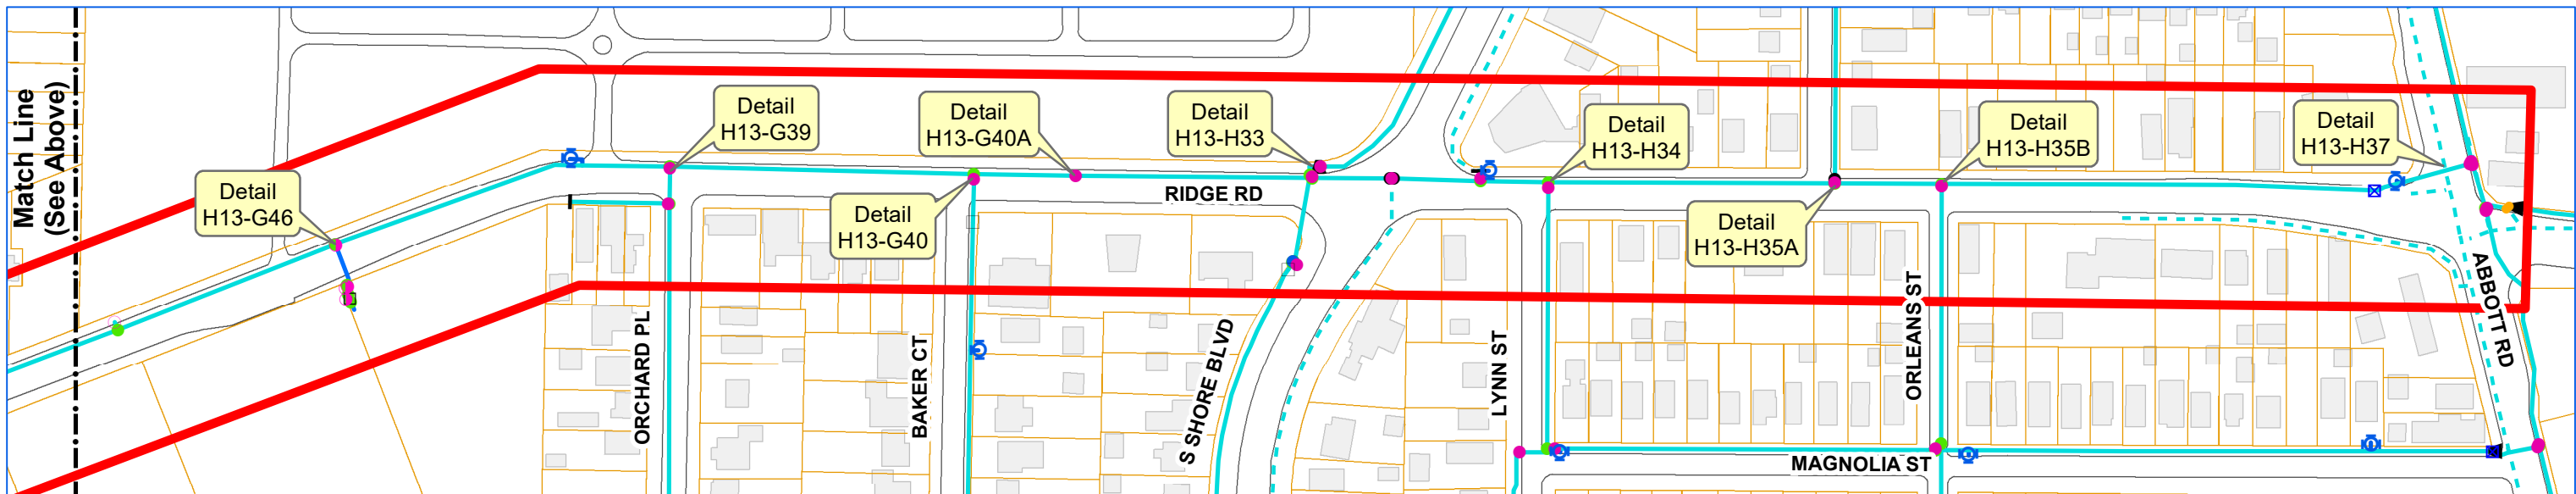 Match Line
(See Above)
Detail
H13-G46
Detail
H13-G39
Detail
H13-G40A
Detail
H13-G40
Detail
H13-H33
Detail
H13-H34
Detail
H13-H35A
Detail
H13-H35B
Detail
H13-H37
RIDGE RD
ORCHARD PL
BAKER CT
S SHORE BLVD
LYNN ST
ORLEANS ST
MAGNOLIA ST
ABBOTT RD